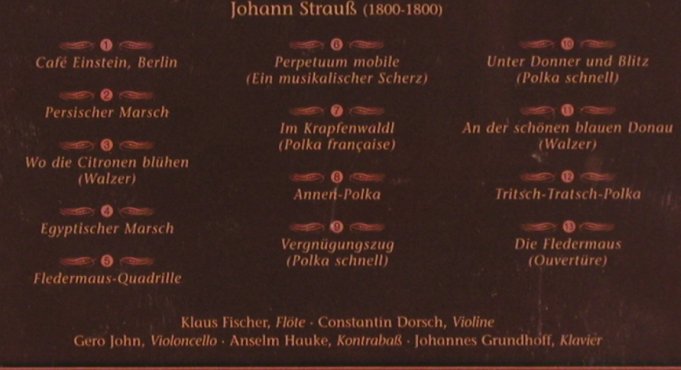 Johann Strauß (1800-1800)
1
Café Einstein, Berlin
2
Persischer Marsch
3
Wo die Citronen blühen
(Walzer)
4
Egyptischer Marsch
5
Fledermaus-Quadrille
6
Perpetuum mobile
(Ein musikalischer Scherz)
7
Im Krapfenwaldl
(Polka française)
8
Annen-Polka
9
Vergnügungszug
(Polka schnell)
10
Unter Donner und Blitz
(Polka schnell)
11
An der schönen blauen Donau
(Walzer)
12
Tritsch-Tratsch-Polka
13
Die Fledermaus
(Ouvertüre)
Klaus Fischer, Flöte · Constantin Dorsch, Violine
Gero John, Violoncello · Anselm Hauke, Kontrabaß · Johannes Grundhoff, Klavier